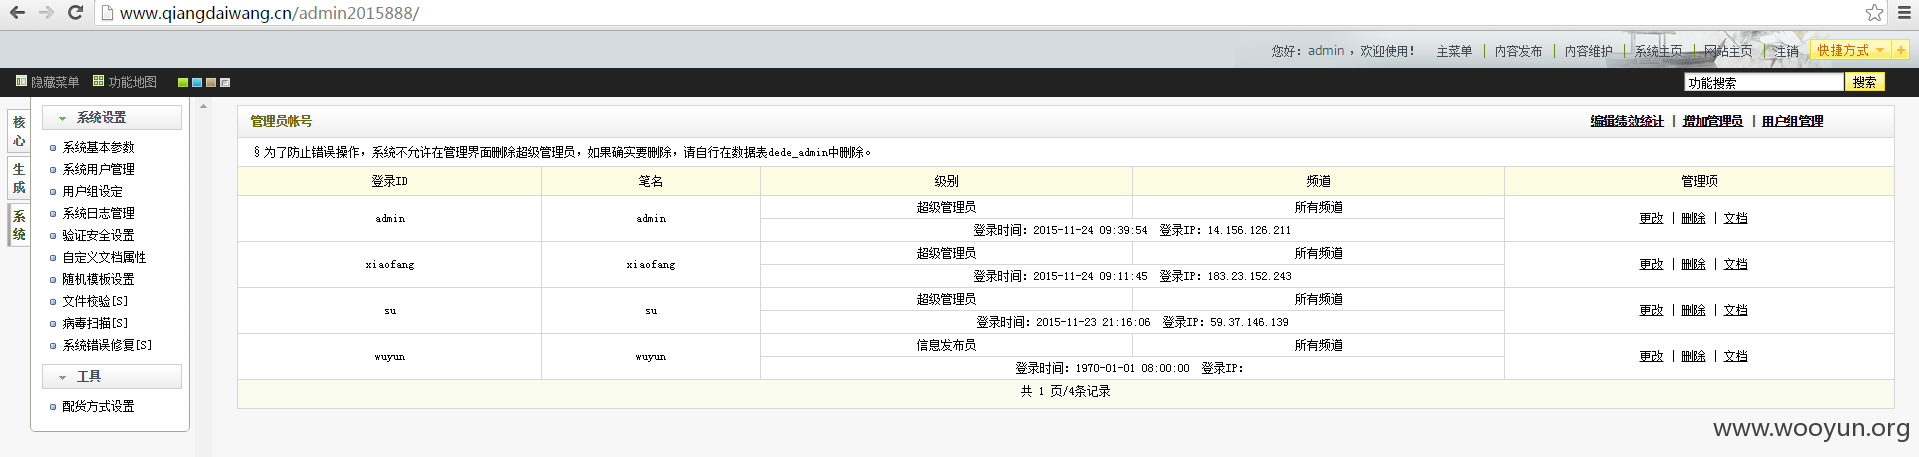 www.qiangdaiwang.cn/admin2015888/
您好：admin ，欢迎使用！ 主菜单 | 内容发布 | 内容维护 | 系统主页 | 网站主页 | 注销 快捷方式 +
隐藏菜单 功能地图 功能搜索 搜索
核心
生成
系统
系统设置
系统基本参数
系统用户管理
用户组设定
系统日志管理
验证安全设置
自定义文档属性
随机模板设置
文件校验[S]
病毒扫描[S]
系统错误修复[S]
工具
配货方式设置
管理员帐号 编辑绩效统计 | 增加管理员 | 用户组管理
§ 为了防止错误操作，系统不允许在管理界面删除超级管理员，如果确实要删除，请自行在数据表dede_admin中删除。
登录ID 笔名 级别 频道 管理项
admin admin 超级管理员 所有频道 更改 | 删除 | 文档
登录时间：2015-11-24 09:39:54 登录IP：14.156.126.211
xiaofang xiaofang 超级管理员 所有频道 更改 | 删除 | 文档
登录时间：2015-11-24 09:11:45 登录IP：183.23.152.243
su su 超级管理员 所有频道 更改 | 删除 | 文档
登录时间：2015-11-23 21:16:06 登录IP：59.37.146.139
wuyun wuyun 信息发布员 所有频道 更改 | 删除 | 文档
登录时间：1970-01-01 08:00:00 登录IP：
共 1 页/4条记录
www.wooyun.org